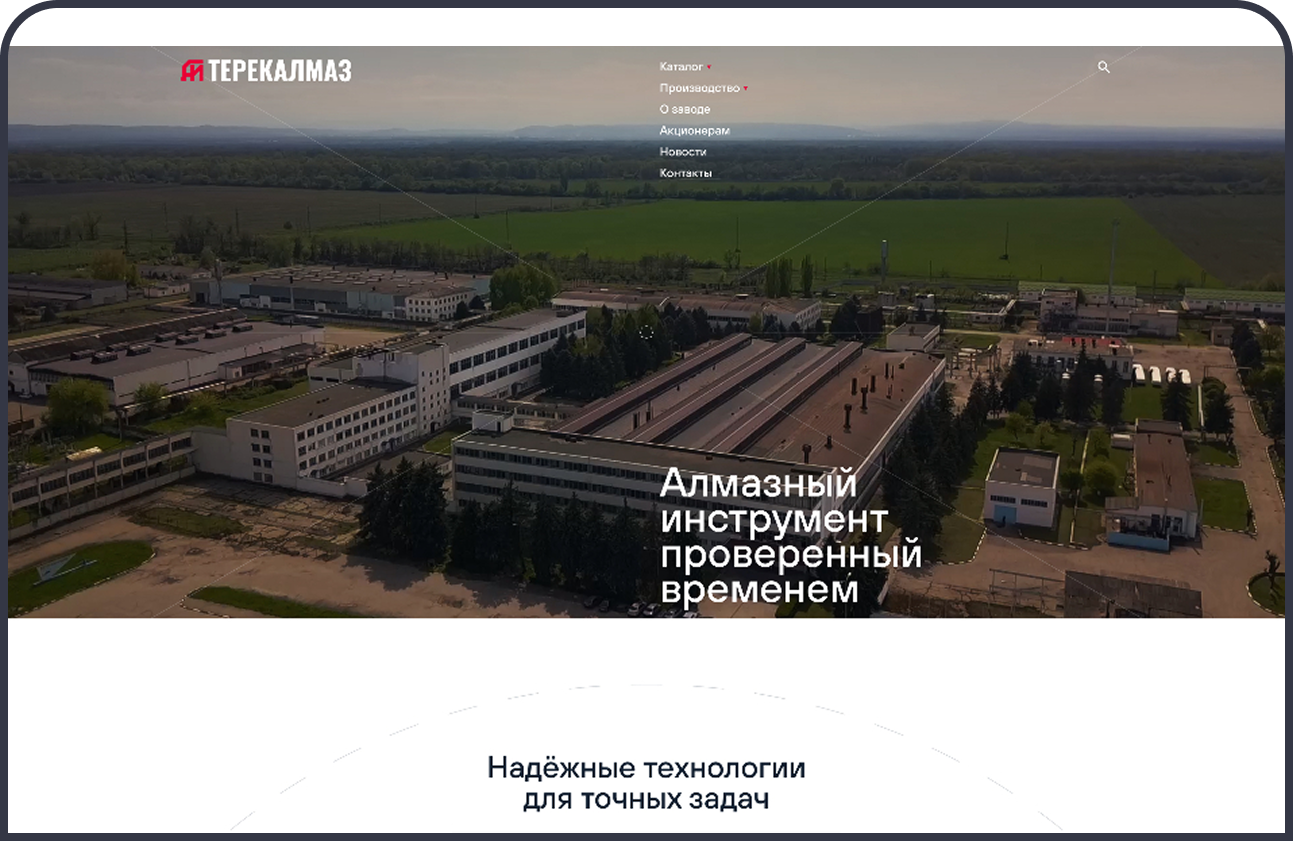 ТЕРЕКАЛМАЗ
Каталог
Производство
О заводе
Акционерам
Новости
Контакты
Алмазный
инструмент
проверенный
временем
Надёжные технологии
для точных задач